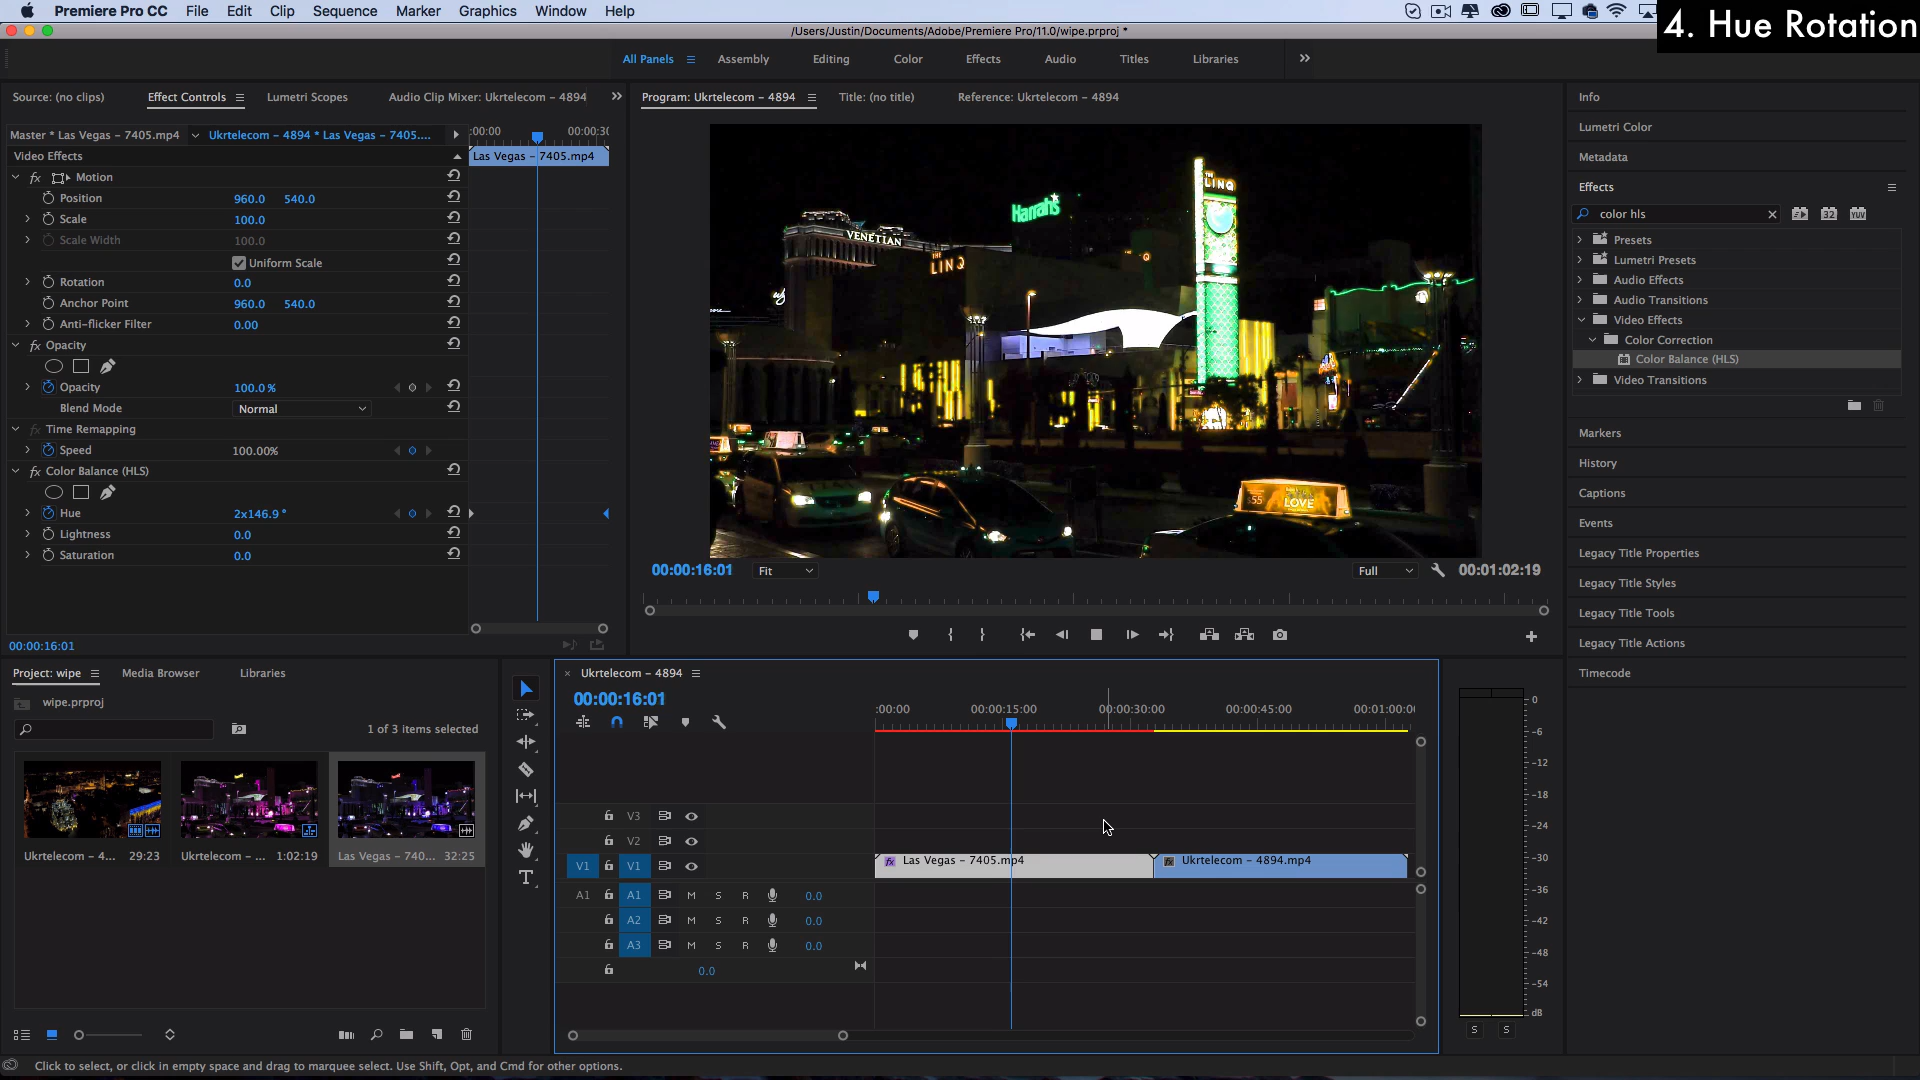 Premiere Pro CC File Edit Clip Sequence Marker Graphics Window Help
4. Hue Rotation
/Users/Justin/Documents/Adobe/Premiere Pro/11.0/wipe.prproj *
All Panels Assembly Editing Color Effects Audio Titles Libraries
Source: (no clips) Effect Controls Lumetri Scopes Audio Clip Mixer: Ukrtelecom - 4894
Program: Ukrtelecom - 4894 Title: (no title) Reference: Ukrtelecom - 4894
Master * Las Vegas - 7405.mp4 Ukrtelecom - 4894 * Las Vegas - 7405....
:00:00 00:00:30
Video Effects
Las Vegas - 7405.mp4
fx Motion
Position 960.0 540.0
Scale 100.0
Scale Width 100.0
Uniform Scale
Rotation 0.0
Anchor Point 960.0 540.0
Anti-flicker Filter 0.00
fx Opacity
Opacity 100.0 %
Blend Mode Normal
fx Time Remapping
Speed 100.00%
fx Color Balance (HLS)
Hue 2x146.9 °
Lightness 0.0
Saturation 0.0
00:00:16:01
THE
LINQ
Harrah's
VENETIAN
THE
LINQ
$55
LOVE
00:00:16:01 Fit Full 00:01:02:19
Info
Lumetri Color
Metadata
Effects
color hls
32 YUV
Presets
Lumetri Presets
Audio Effects
Audio Transitions
Video Effects
Color Correction
Color Balance (HLS)
Video Transitions
Markers
History
Captions
Events
Legacy Title Properties
Legacy Title Styles
Legacy Title Tools
Legacy Title Actions
Timecode
Project: wipe Media Browser Libraries
wipe.prproj
1 of 3 items selected
Ukrtelecom - 4... 29:23
Ukrtelecom - ... 1:02:19
Las Vegas - 740... 32:25
Ukrtelecom - 4894
00:00:16:01
:00:00 00:00:15:00 00:00:30:00 00:00:45:00 00:01:00:0
V3
V2
V1 V1
fx Las Vegas - 7405.mp4
fx Ukrtelecom - 4894.mp4
A1 A1 M S R 0.0
A2 M S R 0.0
A3 M S R 0.0
0.0
0
-6
-12
-18
-24
-30
-36
-42
-48
-54
dB
S S
Click to select, or click in empty space and drag to marquee select. Use Shift, Opt, and Cmd for other options.